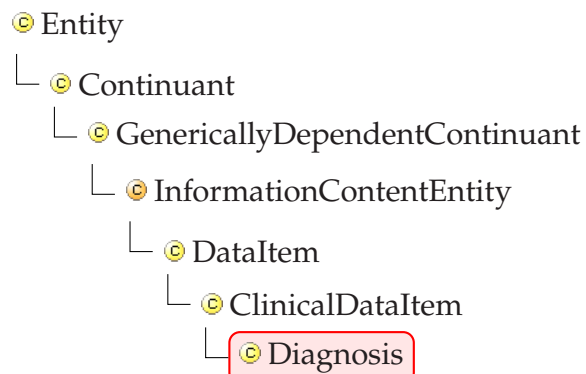 Entity
Continuant
GenericallyDependentContinuant
InformationContentEntity
DataItem
ClinicalDataItem
Diagnosis